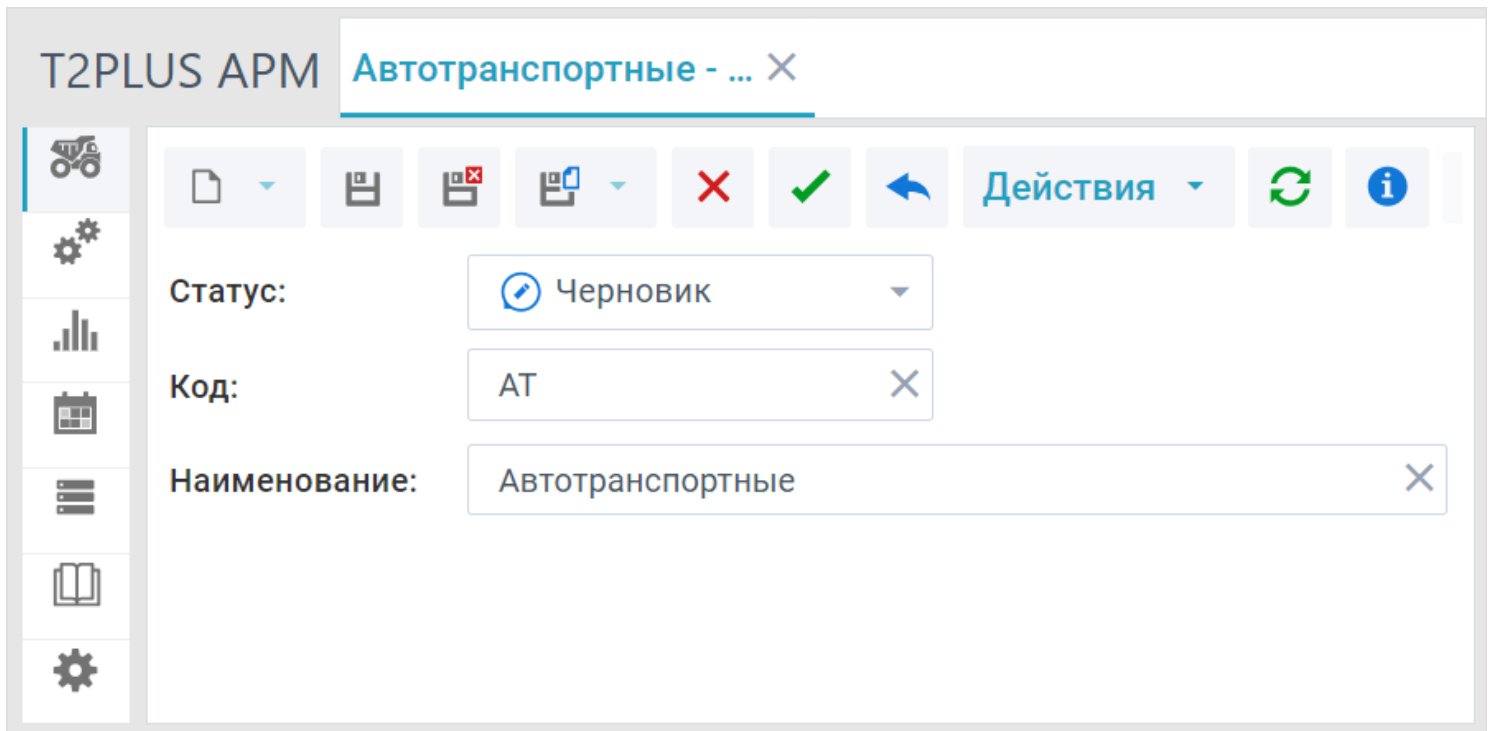 T2PLUS АРМ
Автотранспортные - ...
Действия
Статус: Черновик
Код: АТ
Наименование: Автотранспортные